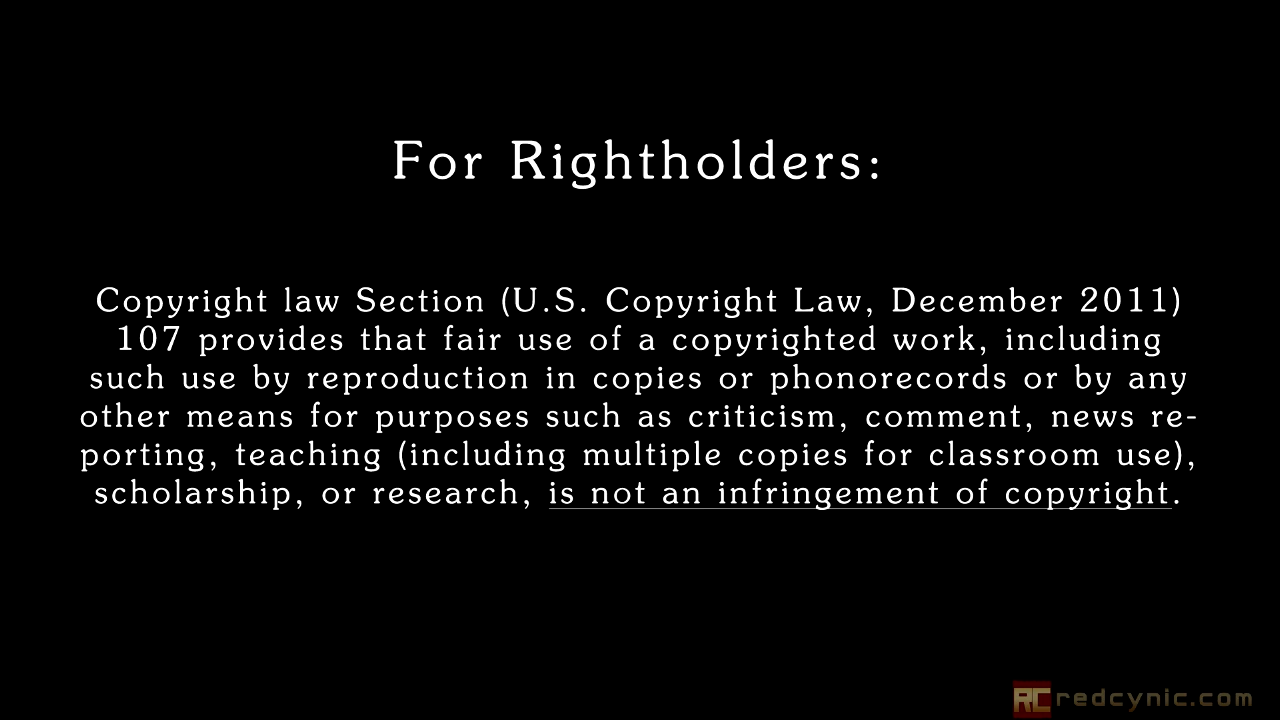 For Rightholders:
Copyright law Section (U.S. Copyright Law, December 2011)
107 provides that fair use of a copyrighted work, including
such use by reproduction in copies or phonorecords or by any
other means for purposes such as criticism, comment, news re-
porting, teaching (including multiple copies for classroom use),
scholarship, or research, is not an infringement of copyright.
RC redcynic.com